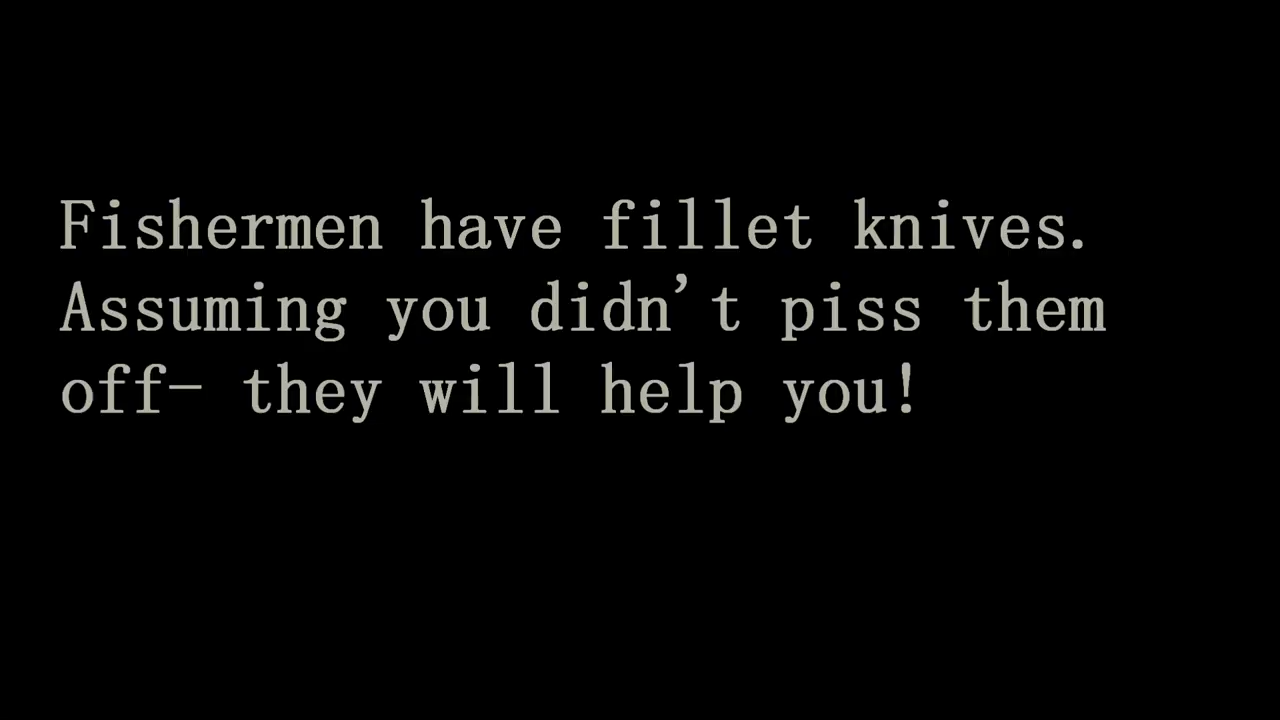 Fishermen have fillet knives.
Assuming you didn't piss them
off- they will help you!